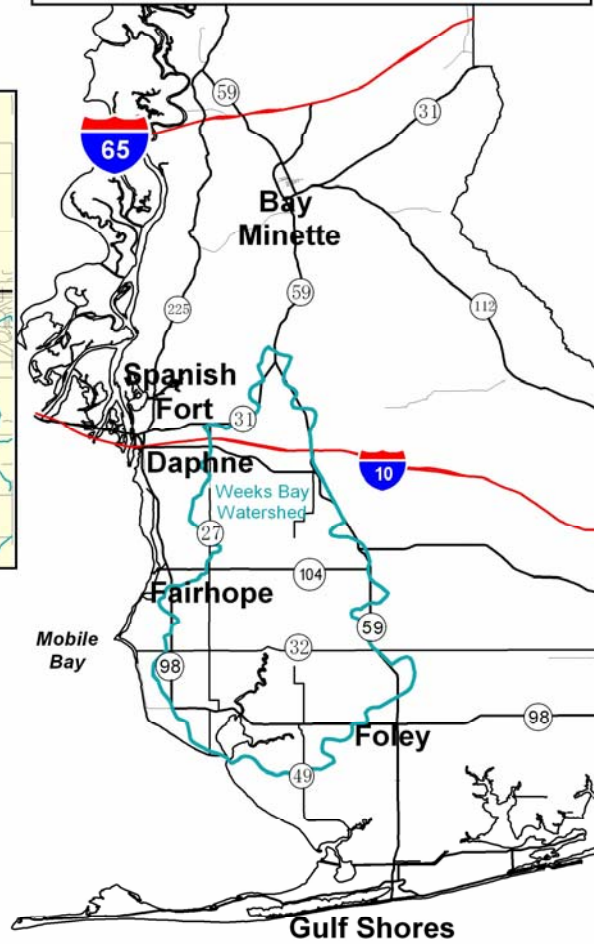 59
31
65
Bay
Minette
59
225
112
Spanish
Fort
31
Daphne
10
Weeks Bay
Watershed
27
104
Fairhope
59
Mobile
Bay
32
98
98
Foley
49
Gulf Shores